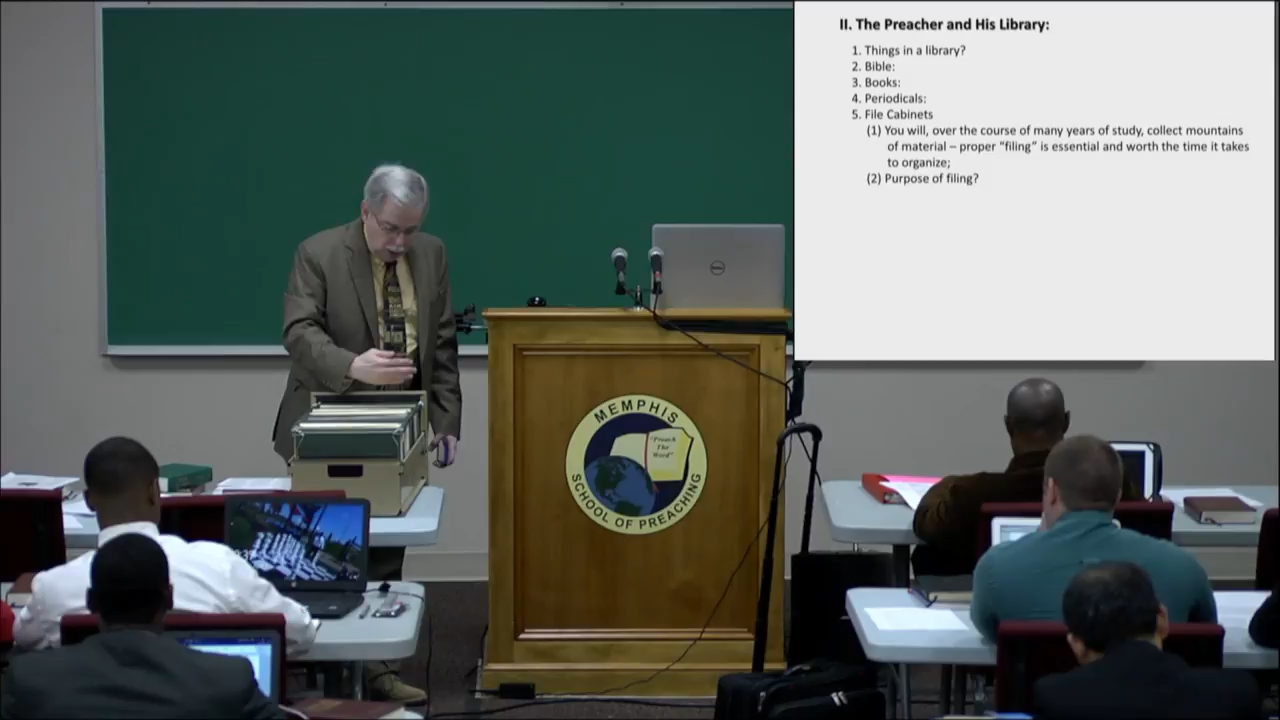 II. The Preacher and His Library:
1. Things in a library?
2. Bible:
3. Books:
4. Periodicals:
5. File Cabinets
(1) You will, over the course of many years of study, collect mountains
of material – proper “filing” is essential and worth the time it takes
to organize;
(2) Purpose of filing?
DELL
MEMPHIS
"Preach
The
Word"
SCHOOL OF PREACHING